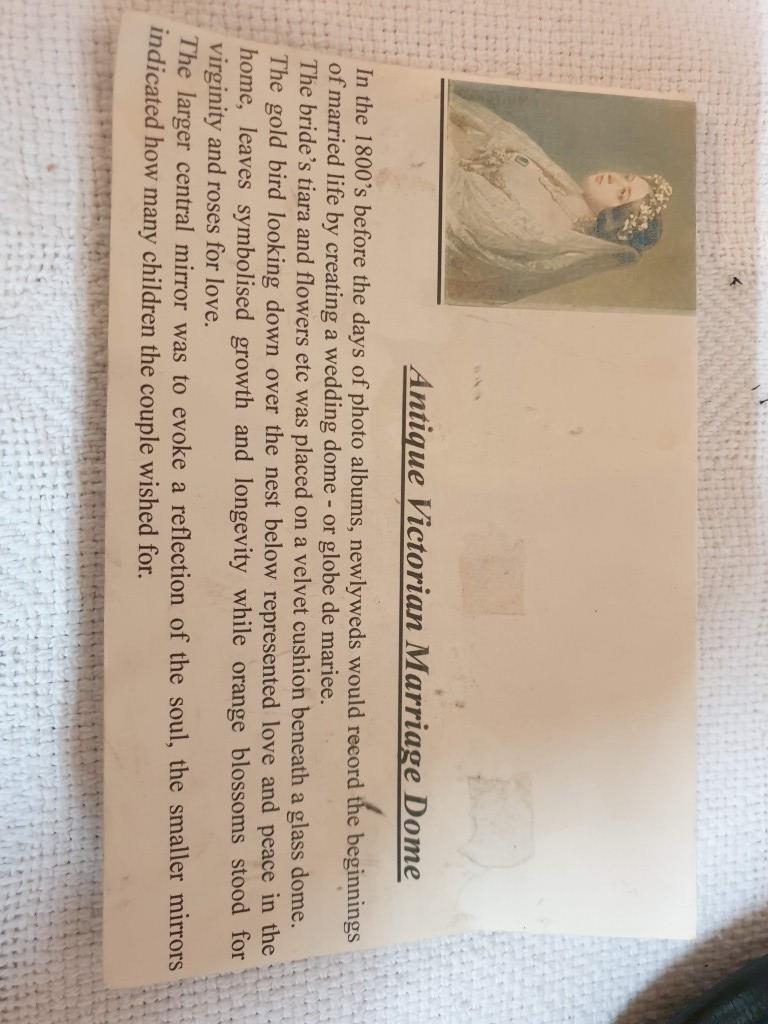 Antique Victorian Marriage Dome
In the 1800's before the days of photo albums, newlyweds would record the beginnings
of married life by creating a wedding dome - or globe de mariee.
The bride's tiara and flowers etc was placed on a velvet cushion beneath a glass dome.
The gold bird looking down over the nest below represented love and peace in the
home, leaves symbolised growth and longevity while orange blossoms stood for
virginity and roses for love.
The larger central mirror was to evoke a reflection of the soul, the smaller mirrors
indicated how many children the couple wished for.